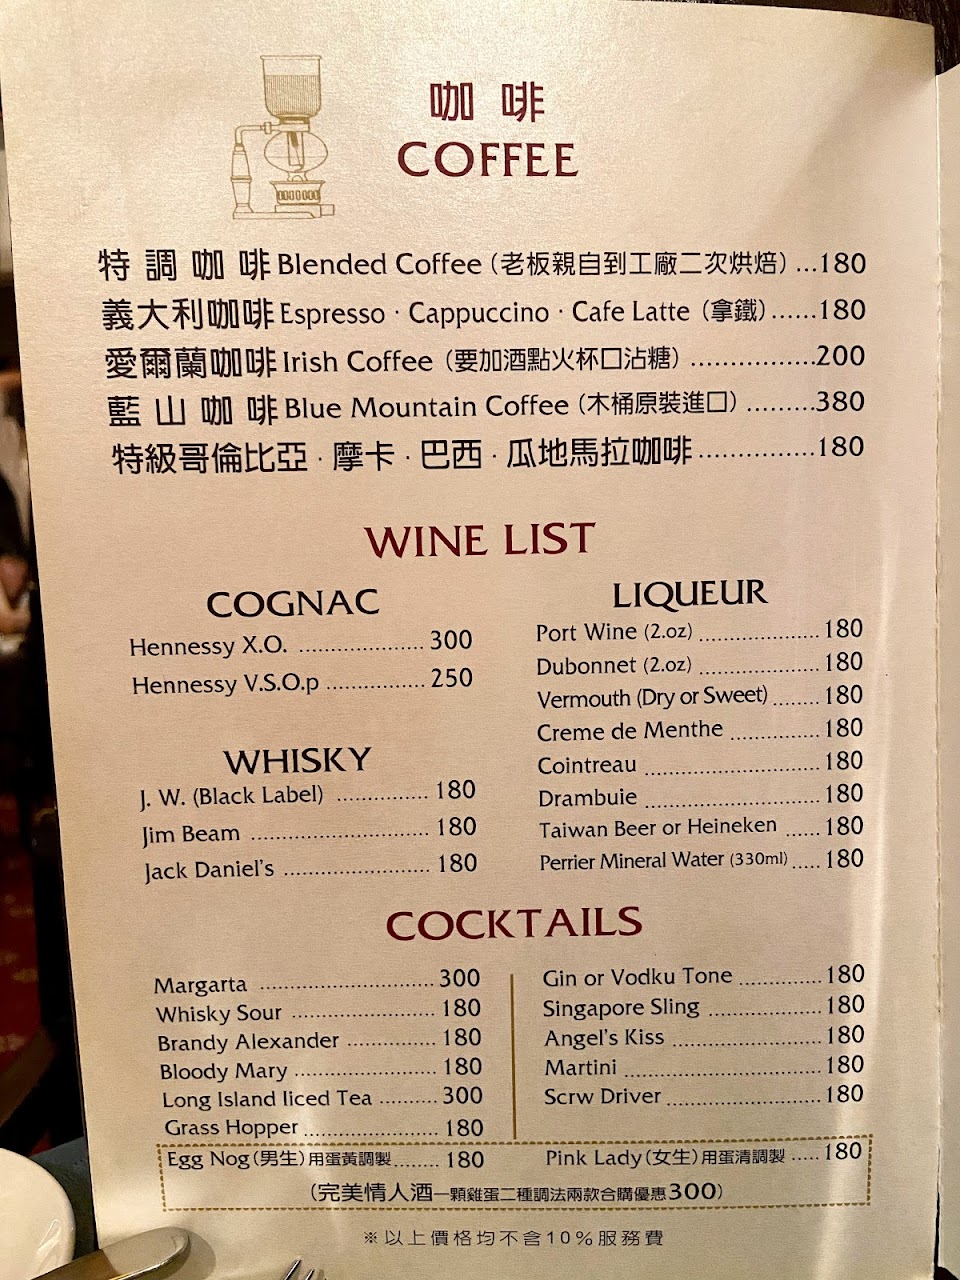 咖啡
COFFEE
特調咖啡 Blended Coffee (老板親自到工廠二次烘焙) ...180
義大利咖啡 Espresso · Cappuccino · Cafe Latte (拿鐵)......180
愛爾蘭咖啡 Irish Coffee (要加酒點火杯口沾糖) ................200
藍山咖啡 Blue Mountain Coffee (木桶原裝進口) .........380
特級哥倫比亞 · 摩卡 · 巴西 · 瓜地馬拉咖啡...............180
WINE LIST
COGNAC
Hennessy X.O. ..................... 300
Hennessy V.S.O.p ................ 250
WHISKY
J. W. (Black Label) ............... 180
Jim Beam .............................. 180
Jack Daniel's ........................ 180
LIQUEUR
Port Wine (2.oz) .................... 180
Dubonnet (2.oz) .................... 180
Vermouth (Dry or Sweet) ........ 180
Creme de Menthe ............... 180
Cointreau ............................. 180
Drambuie ............................. 180
Taiwan Beer or Heineken ...... 180
Perrier Mineral Water (330ml) ..... 180
COCKTAILS
Margarta .............................. 300
Whisky Sour ........................ 180
Brandy Alexander ............... 180
Bloody Mary ........................ 180
Long Island Iiced Tea .......... 300
Grass Hopper ....................... 180
Gin or Vodku Tone .............. 180
Singapore Sling ................... 180
Angel's Kiss ......................... 180
Martini ................................. 180
Scrw Driver .......................... 180
Egg Nog (男生) 用蛋黃調製........ 180
Pink Lady (女生) 用蛋清調製 ..... 180
(完美情人酒一顆雞蛋二種調法兩款合購優惠300)
※以上價格均不含10%服務費